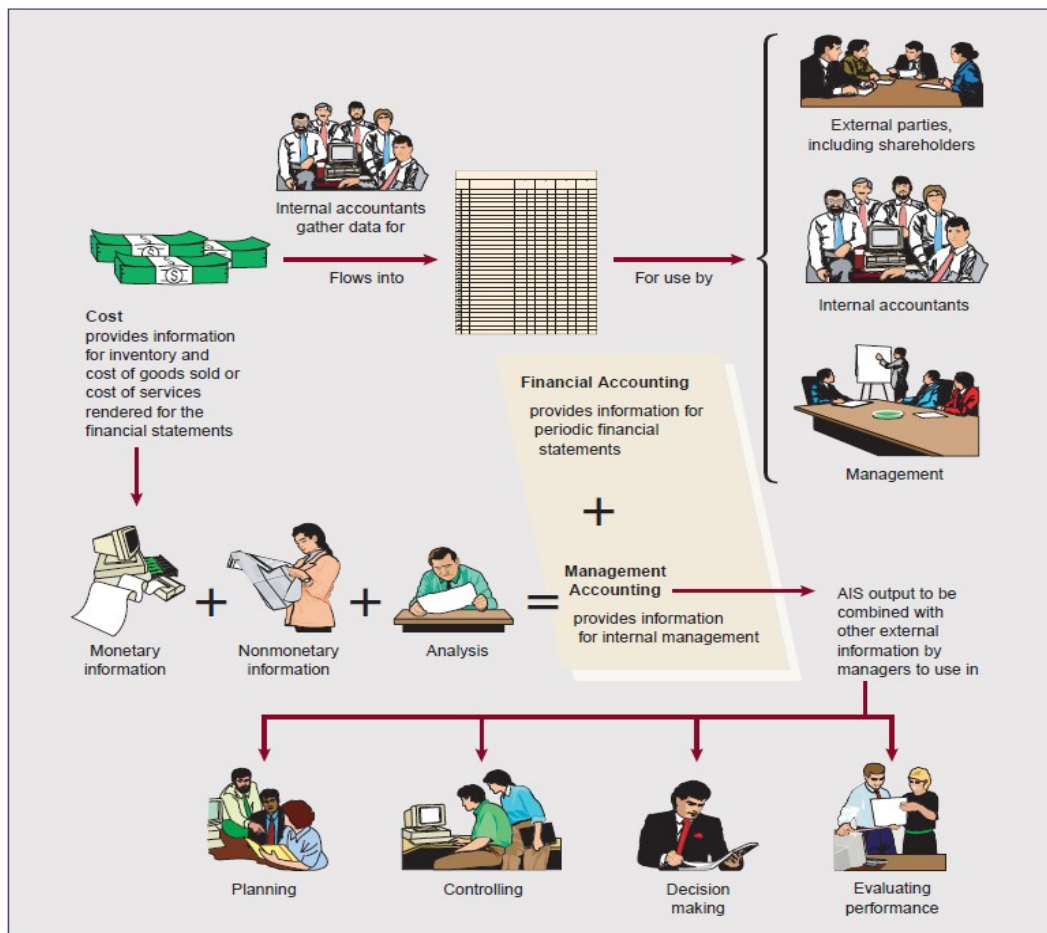 External parties,
including shareholders
Internal accountants
gather data for
Flows into
For use by
Internal accountants
Cost
provides information
for inventory and
cost of goods sold or
cost of services
rendered for the
financial statements
Financial Accounting
provides information for
periodic financial
statements
+
Management
Management
Accounting
provides information
for internal management
AIS output to be
combined with
other external
information by
managers to use in
+
+
=
Monetary
information
Nonmonetary
information
Analysis
Planning
Controlling
Decision
making
Evaluating
performance